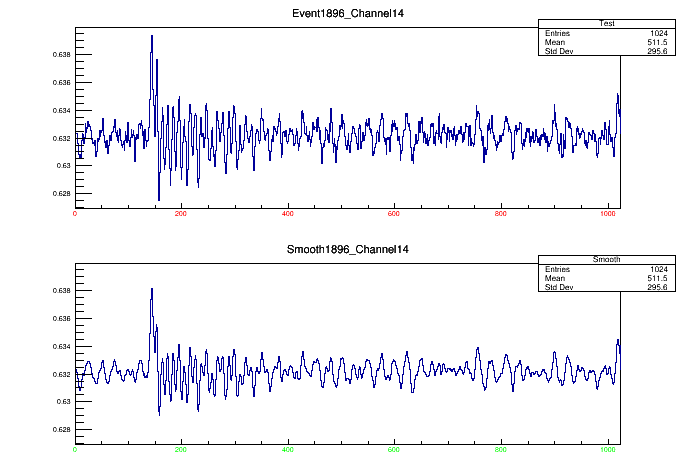 Event1896_Channel14
Test
Entries 1024
Mean 511.5
Std Dev 295.6
0.638
0.636
0.634
0.632
0.63
0.628
0 200 400 600 800 1000
Smooth1896_Channel14
Smooth
Entries 1024
Mean 511.5
Std Dev 295.6
0.638
0.636
0.634
0.632
0.63
0.628
0 200 400 600 800 1000